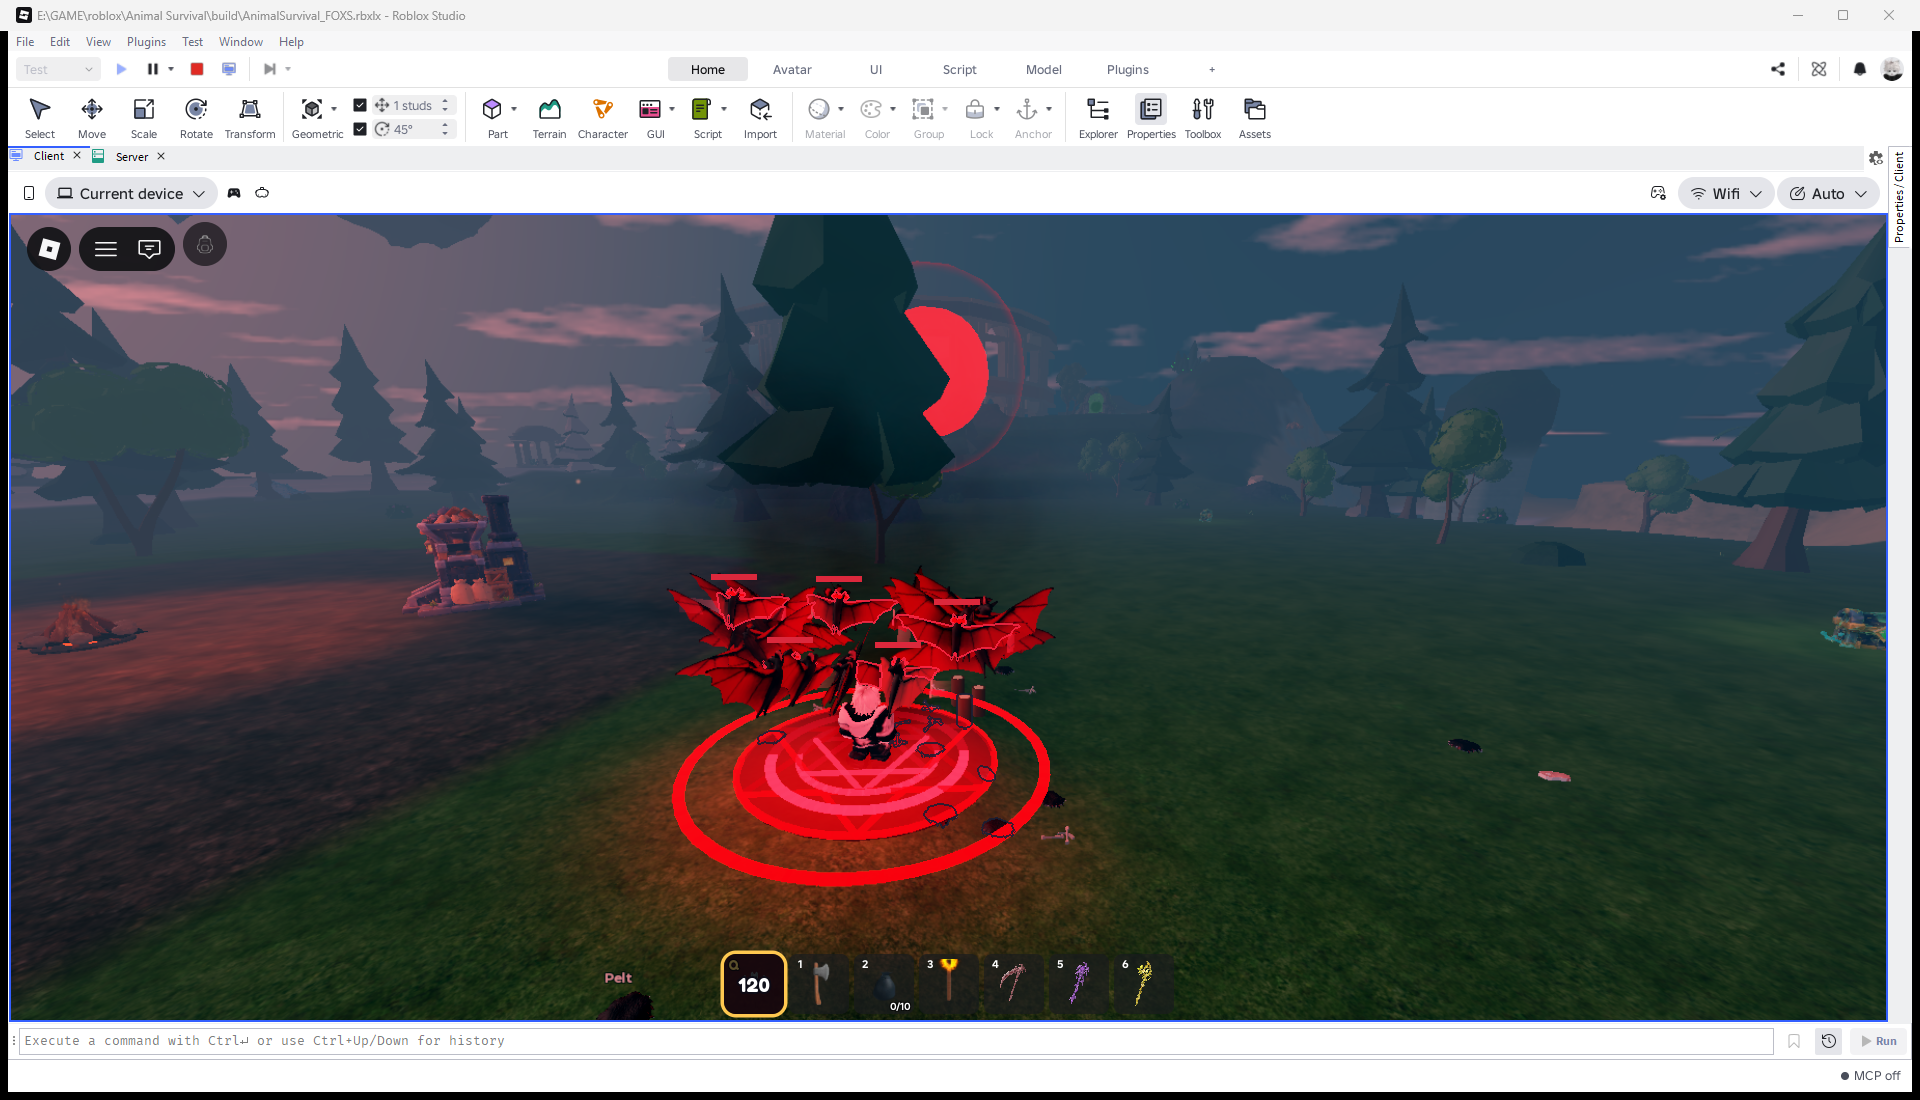 E:\GAME\roblox\Animal Survival\build\AnimalSurvival_FOXS.rbxlx - Roblox Studio
File Edit View Plugins Test Window Help
Test
Home Avatar UI Script Model Plugins +
1 studs
45°
Select Move Scale Rotate Transform Geometric Part Terrain Character GUI Script Import Material Color Group Lock Anchor Explorer Properties Toolbox Assets
Client Server
Properties / Client
Current device
Wifi
Auto
Pelt
Q
120
1
2
0/10
3
4
5
6
Execute a command with Ctrl↵ or use Ctrl+Up/Down for history
Run
MCP off